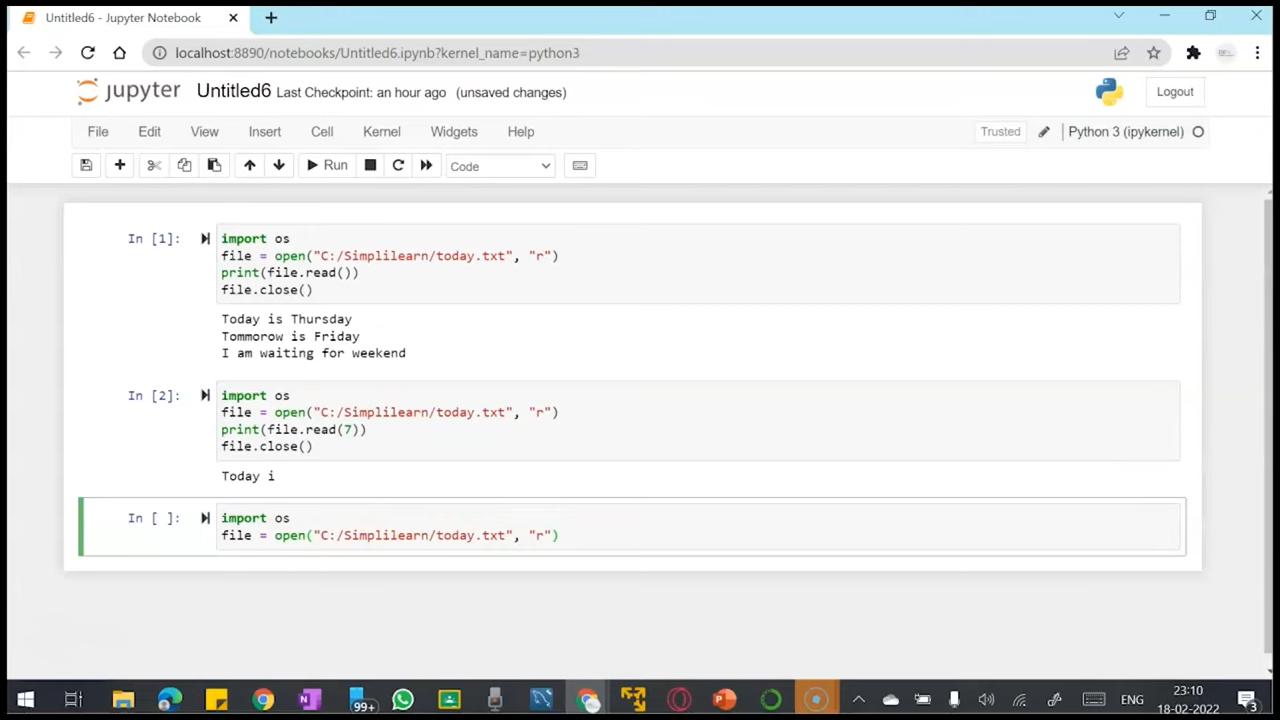 Untitled6 - Jupyter Notebook
localhost:8890/notebooks/Untitled6.ipynb?kernel_name=python3
jupyter Untitled6 Last Checkpoint: an hour ago (unsaved changes) Logout
File Edit View Insert Cell Kernel Widgets Help Trusted Python 3 (ipykernel)
Run Code
In [1]: import os
file = open("C:/Simplilearn/today.txt", "r")
print(file.read())
file.close()
Today is Thursday
Tommorow is Friday
I am waiting for weekend
In [2]: import os
file = open("C:/Simplilearn/today.txt", "r")
print(file.read(7))
file.close()
Today i
In [ ]: import os
file = open("C:/Simplilearn/today.txt", "r")
99+ ENG 23:10
18-02-2022 3